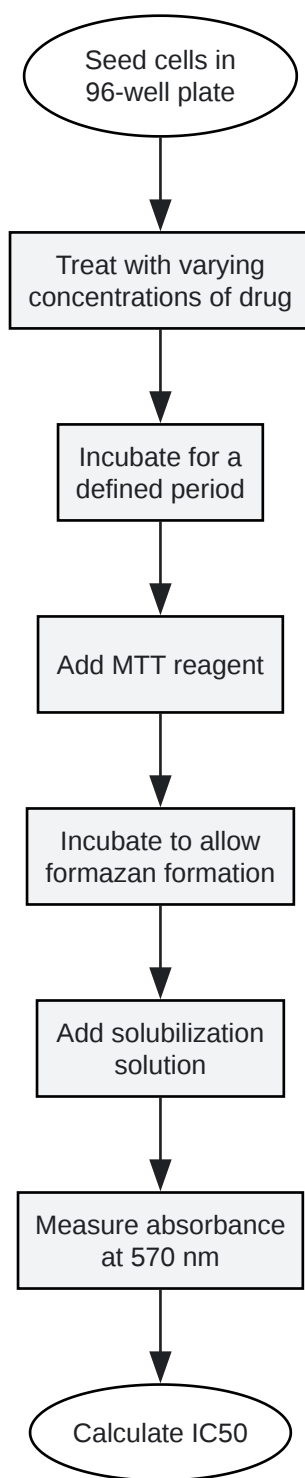 Seed cells in
96-well plate
Treat with varying
concentrations of drug
Incubate for a
defined period
Add MTT reagent
Incubate to allow
formazan formation
Add solubilization
solution
Measure absorbance
at 570 nm
Calculate IC50